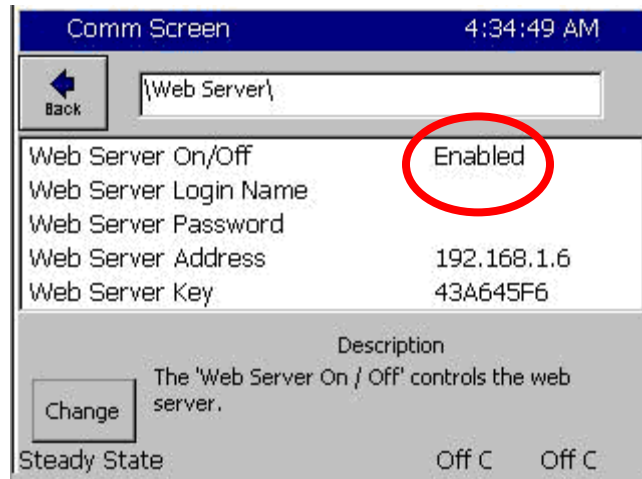 Comm Screen 4:34:49 AM
Back
\Web Server\
Web Server On/Off Enabled
Web Server Login Name
Web Server Password
Web Server Address 192.168.1.6
Web Server Key 43A645F6
Description
The 'Web Server On / Off' controls the web
server.
Change
Steady State Off C Off C